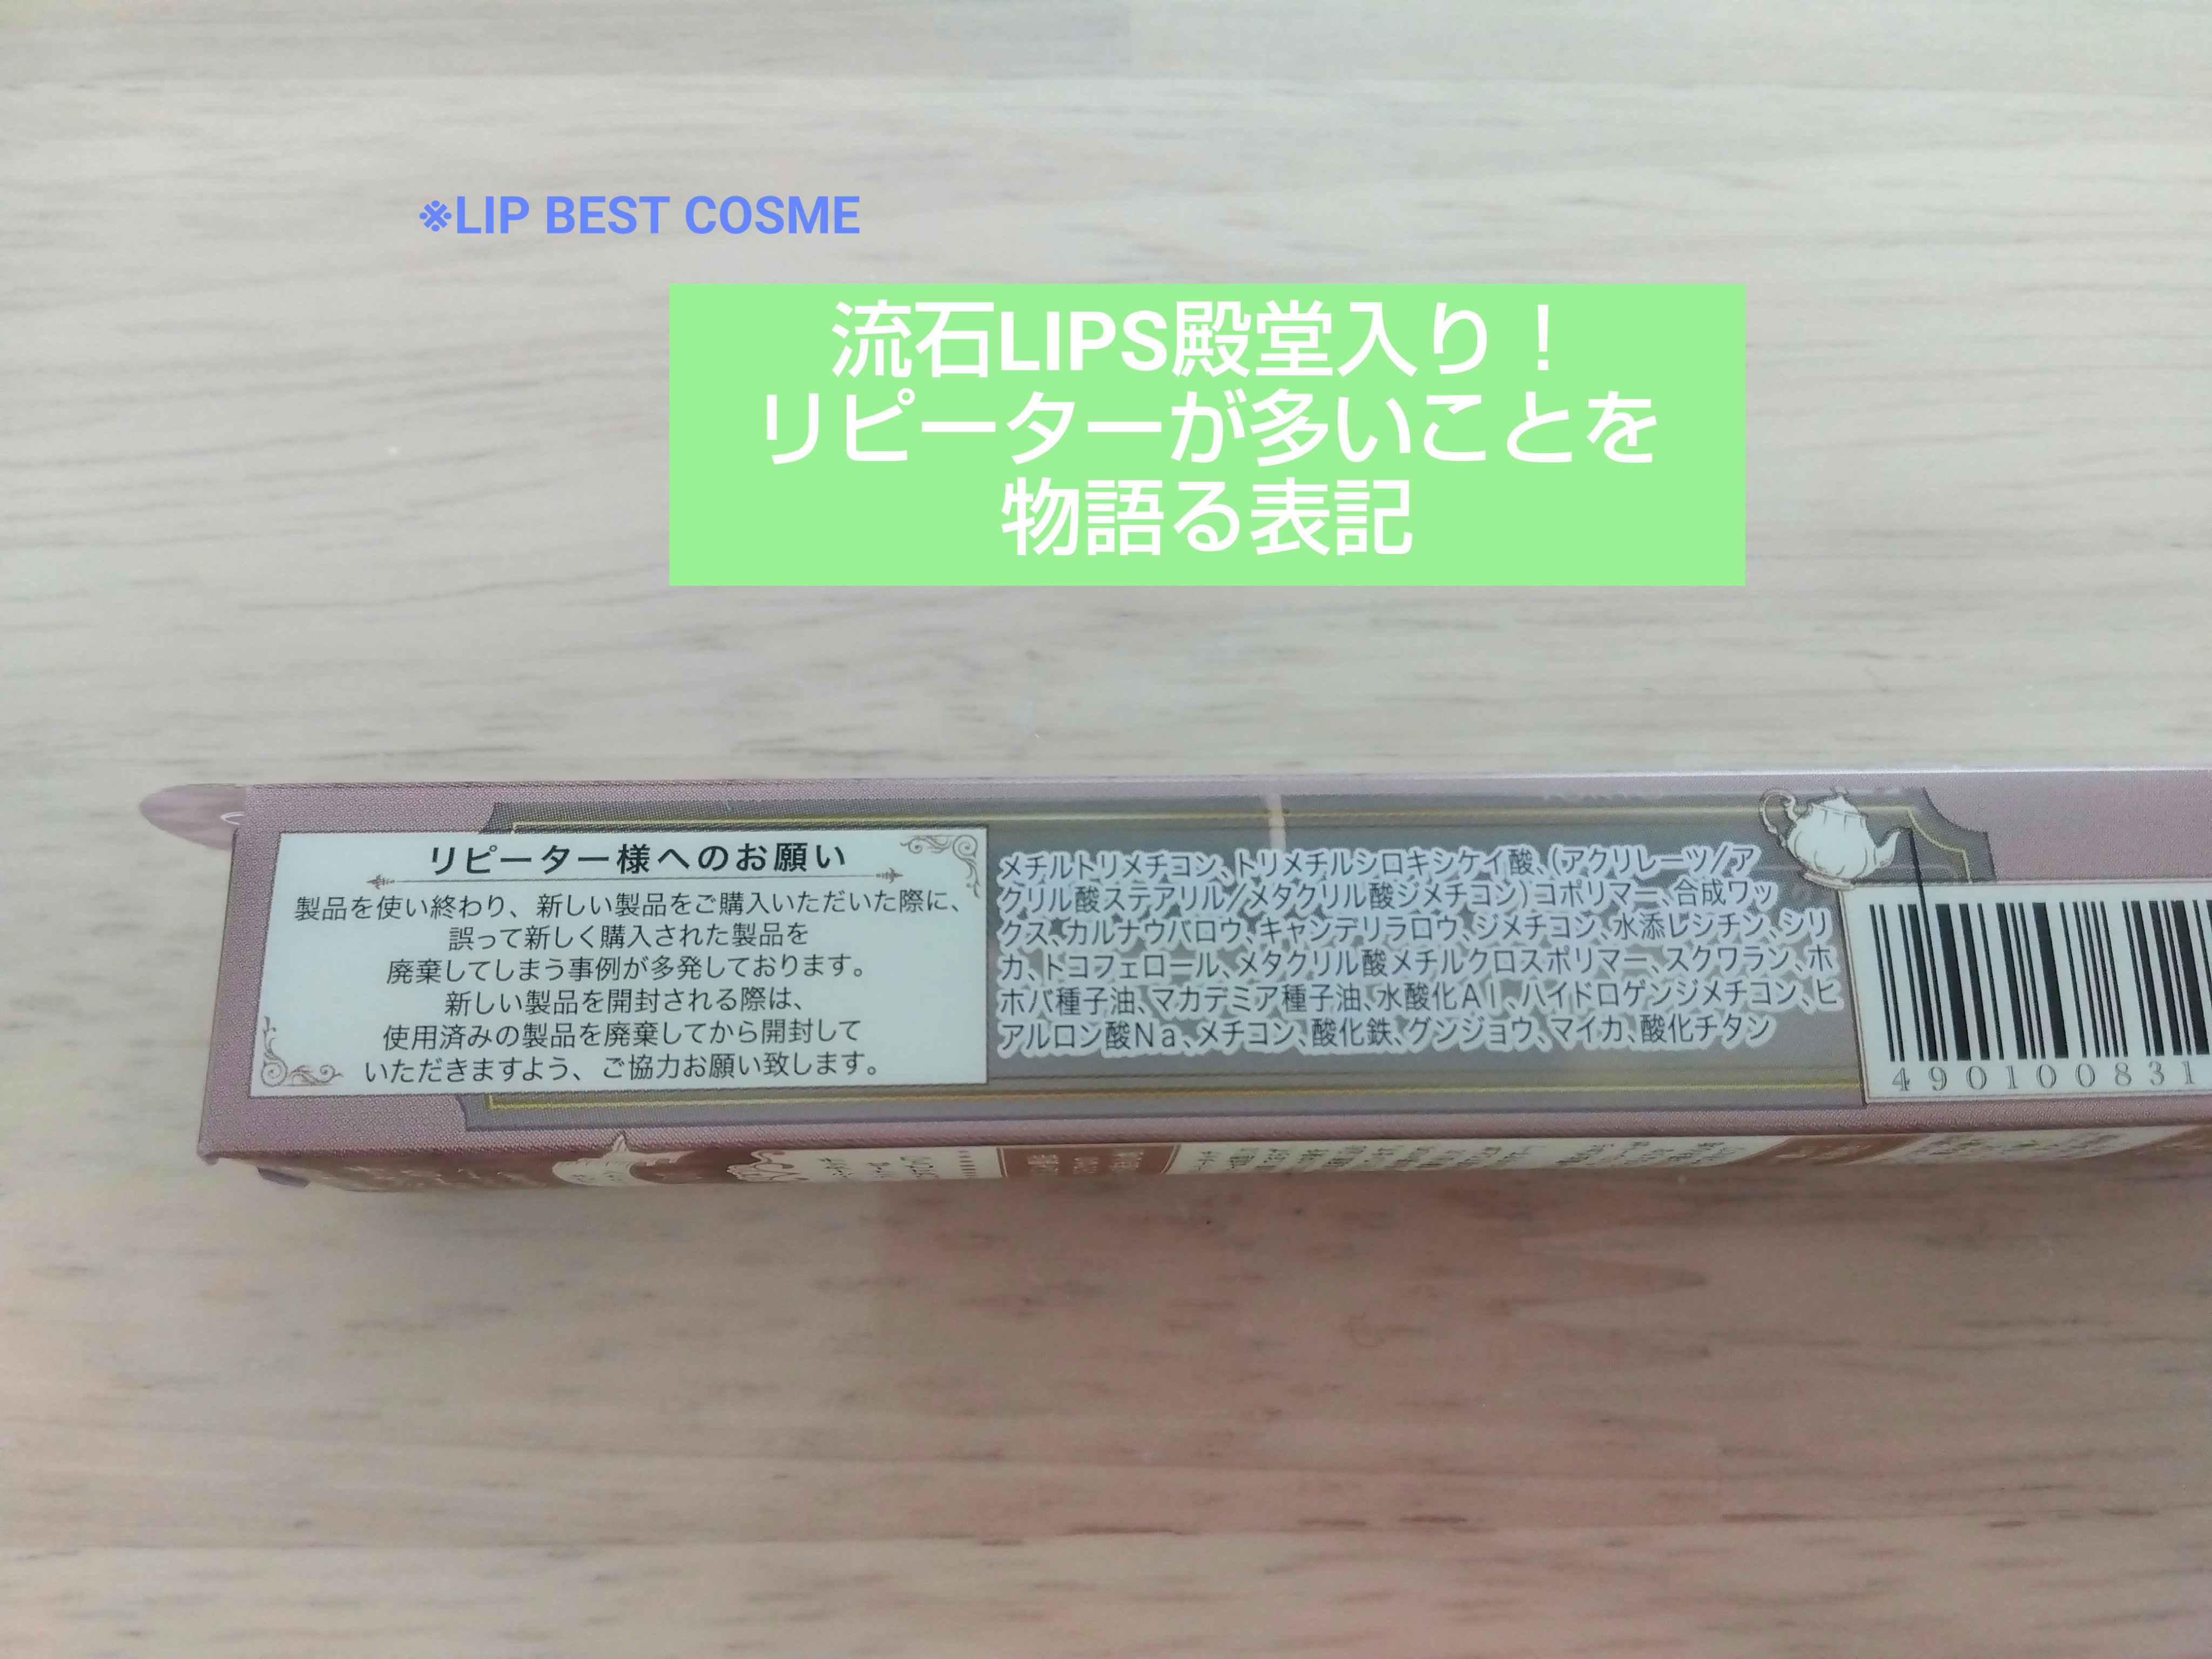 ※LIP BEST COSME
流石LIPS殿堂入り！
リピーターが多いことを
物語る表記
リピーター様へのお願い
製品を使い終わり、新しい製品をご購入いただいた際に、
誤って新しく購入された製品を
廃棄してしまう事例が多発しております。
新しい製品を開封される際は、
使用済みの製品を廃棄してから開封して
いただきますよう、ご協力お願い致します。
メチルトリメチコン、トリメチルシロキシケイ酸、(アクリレーツ/ア
クリル酸ステアリル/メタクリル酸ジメチコン)コポリマー、合成ワッ
クス、カルナウバロウ、キャンデリラロウ、ジメチコン、水添レシチン、シリ
カ、トコフェロール、メタクリル酸メチルクロスポリマー、スクワラン、ホ
ホバ種子油、マカデミア種子油、水酸化Al、ハイドロゲンジメチコン、ヒ
アルロン酸Na、メチコン、酸化鉄、グンジョウ、マイカ、酸化チタン
490100831